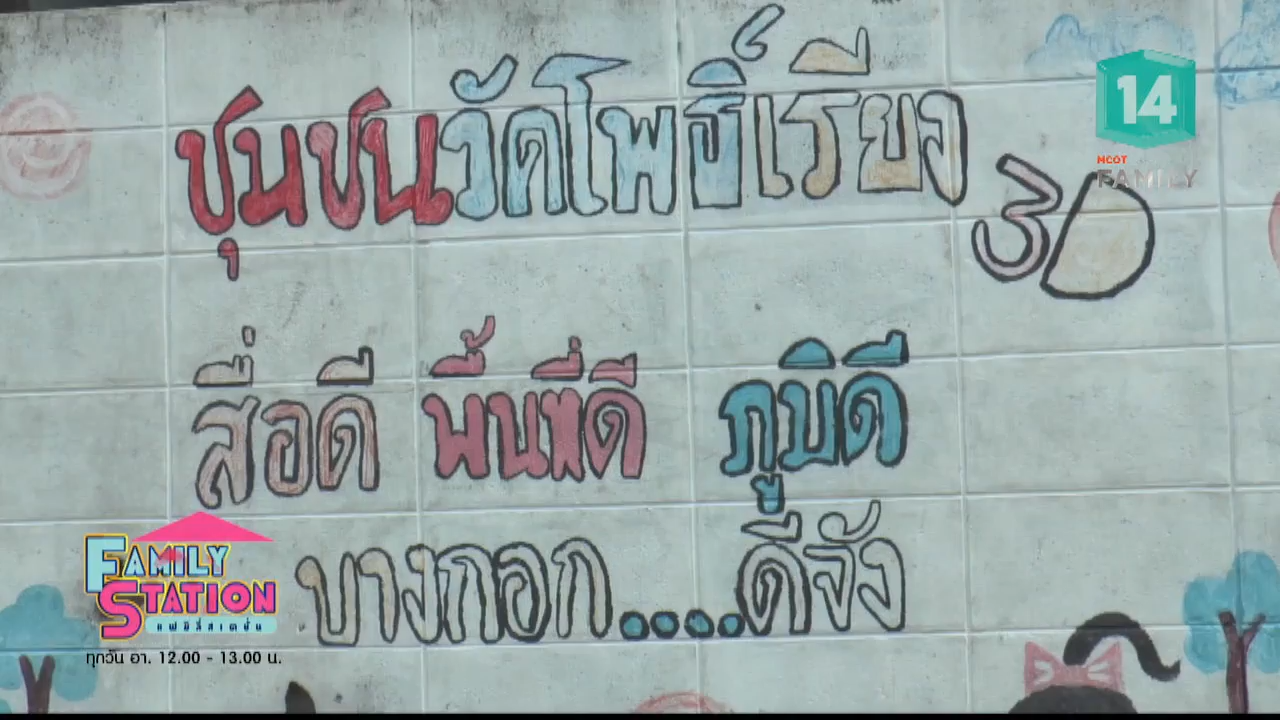 ชุมชนวัดโพธิ์เรียง
3D
สื่อดี พื้นที่ดี ภูมิดี
บางกอก....ดีจัง
14
MCOT
FAMILY
FAMILY
STATION
แฟมิลี่สเตชั่น
ทุกวัน อา. 12.00 - 13.00 น.